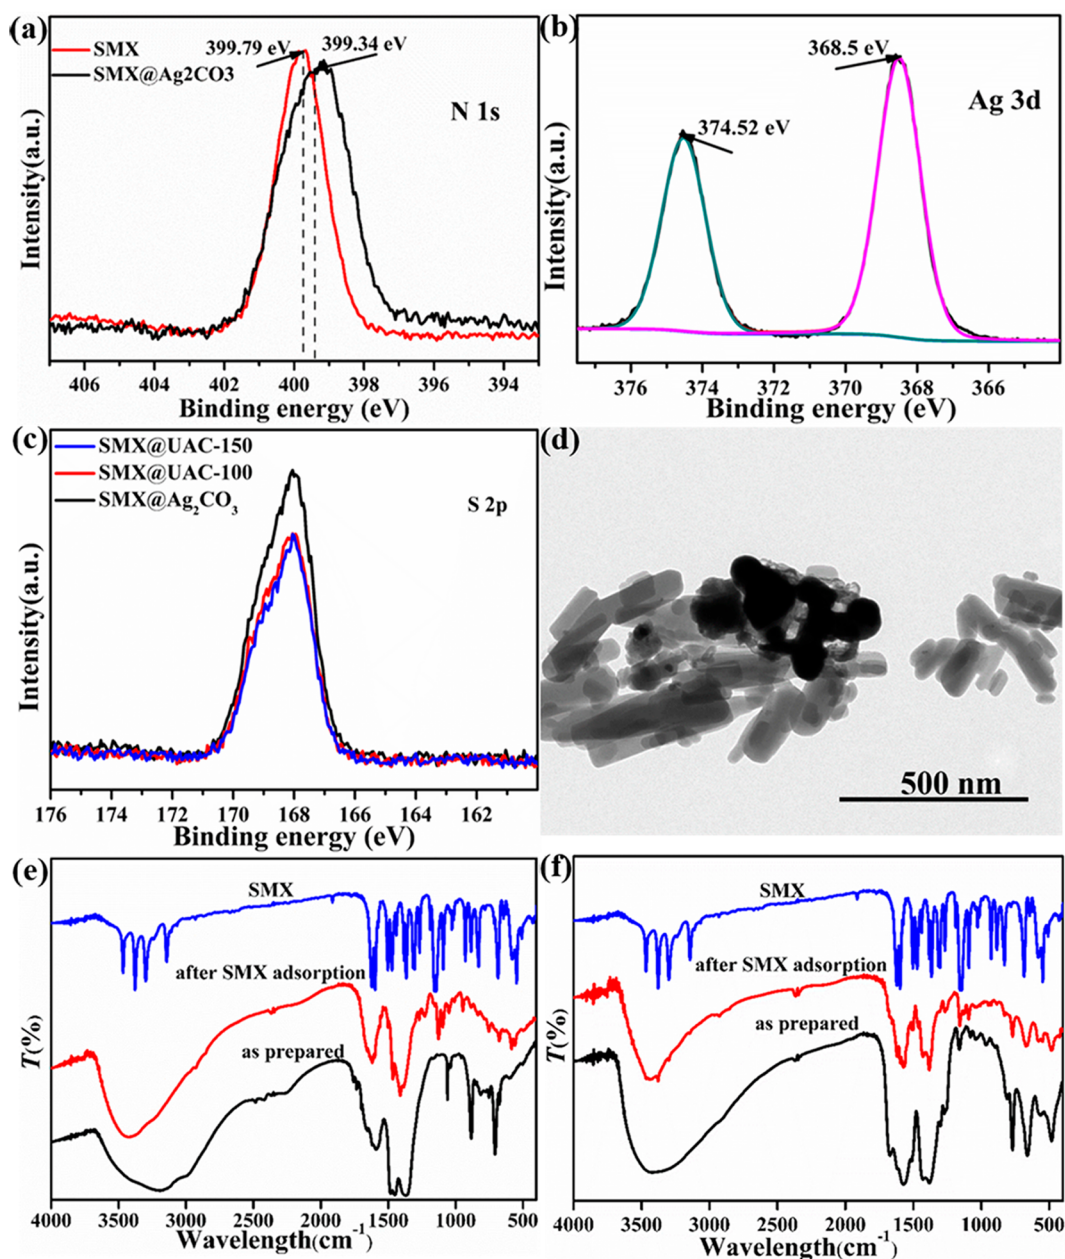 (a)
SMX
SMX@Ag2CO3
399.79 eV
399.34 eV
N 1s
Intensity(a.u.)
406 404 402 400 398 396 394
Binding energy (eV)
(b)
368.5 eV
Ag 3d
374.52 eV
Intensity(a.u.)
376 374 372 370 368 366
Binding energy (eV)
(c)
SMX@UAC-150
SMX@UAC-100
SMX@Ag₂CO₃
S 2p
Intensity(a.u.)
176 174 172 170 168 166 164 162
Binding energy (eV)
(d)
500 nm
(e)
SMX
after SMX adsorption
as prepared
T(%)
4000 3500 3000 2500 2000 1500 1000 500
Wavelength(cm⁻¹)
(f)
SMX
after SMX adsorption
as prepared
T(%)
4000 3500 3000 2500 2000 1500 1000 500
Wavelength(cm⁻¹)